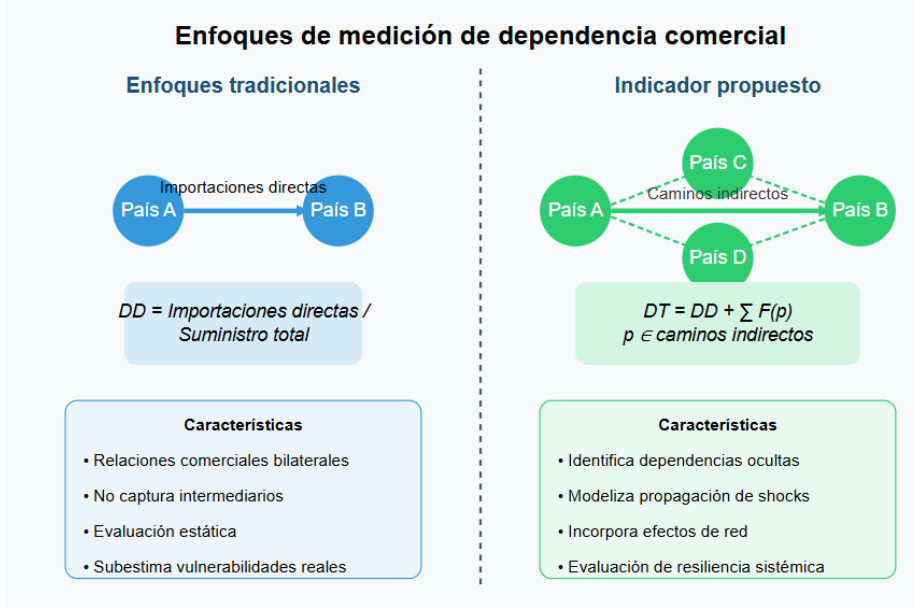 Enfoques de medición de dependencia comercial
Enfoques tradicionales
Importaciones directas
País A
País B
DD = Importaciones directas /
Suministro total
Características
• Relaciones comerciales bilaterales
• No captura intermediarios
• Evaluación estática
• Subestima vulnerabilidades reales
Indicador propuesto
País C
Caminos indirectos
País A
País B
País D
DT = DD + ∑ F(p)
p ∈ caminos indirectos
Características
• Identifica dependencias ocultas
• Modeliza propagación de shocks
• Incorpora efectos de red
• Evaluación de resiliencia sistémica